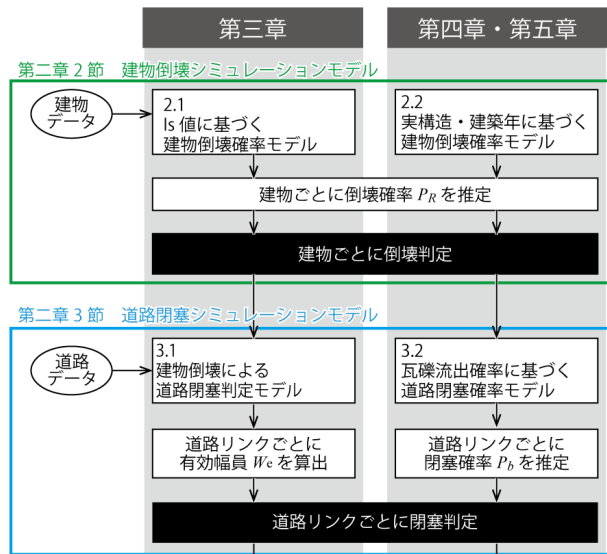 第三章
第四章・第五章
第二章 2 節　建物倒壊シミュレーションモデル
建物
データ
2.1
Is 値に基づく
建物倒壊確率モデル
2.2
実構造・建築年に基づく
建物倒壊確率モデル
建物ごとに倒壊確率 PR を推定
建物ごとに倒壊判定
第二章 3 節　道路閉塞シミュレーションモデル
道路
データ
3.1
建物倒壊による
道路閉塞判定モデル
3.2
瓦礫流出確率に基づく
道路閉塞確率モデル
道路リンクごとに
有効幅員 We を算出
道路リンクごとに
閉塞確率 Pb を推定
道路リンクごとに閉塞判定